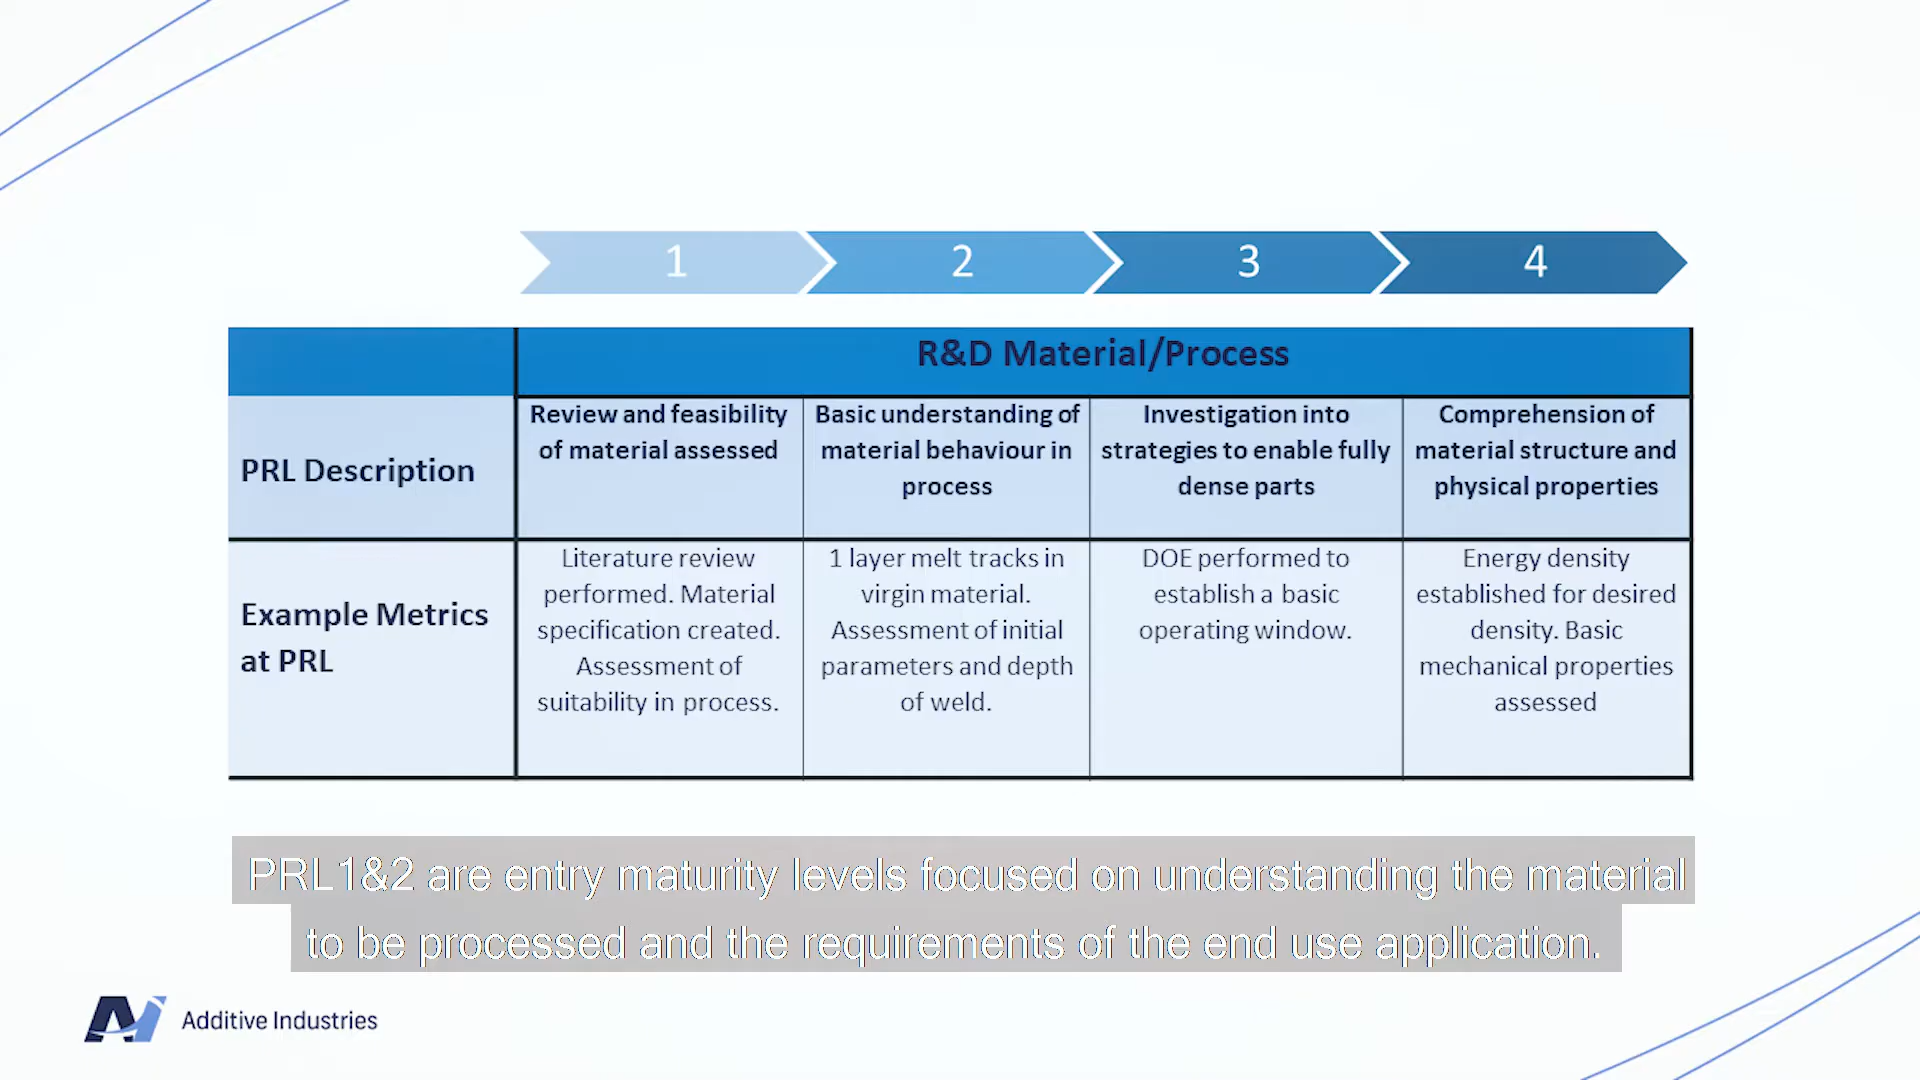 1 2 3 4
R&D Material/Process
PRL Description
Review and feasibility
of material assessed
Basic understanding of
material behaviour in
process
Investigation into
strategies to enable fully
dense parts
Comprehension of
material structure and
physical properties
Example Metrics
at PRL
Literature review
performed. Material
specification created.
Assessment of
suitability in process.
1 layer melt tracks in
virgin material.
Assessment of initial
parameters and depth
of weld.
DOE performed to
establish a basic
operating window.
Energy density
established for desired
density. Basic
mechanical properties
assessed
PRL1&2 are entry maturity levels focused on understanding the material
to be processed and the requirements of the end use application.
Additive Industries